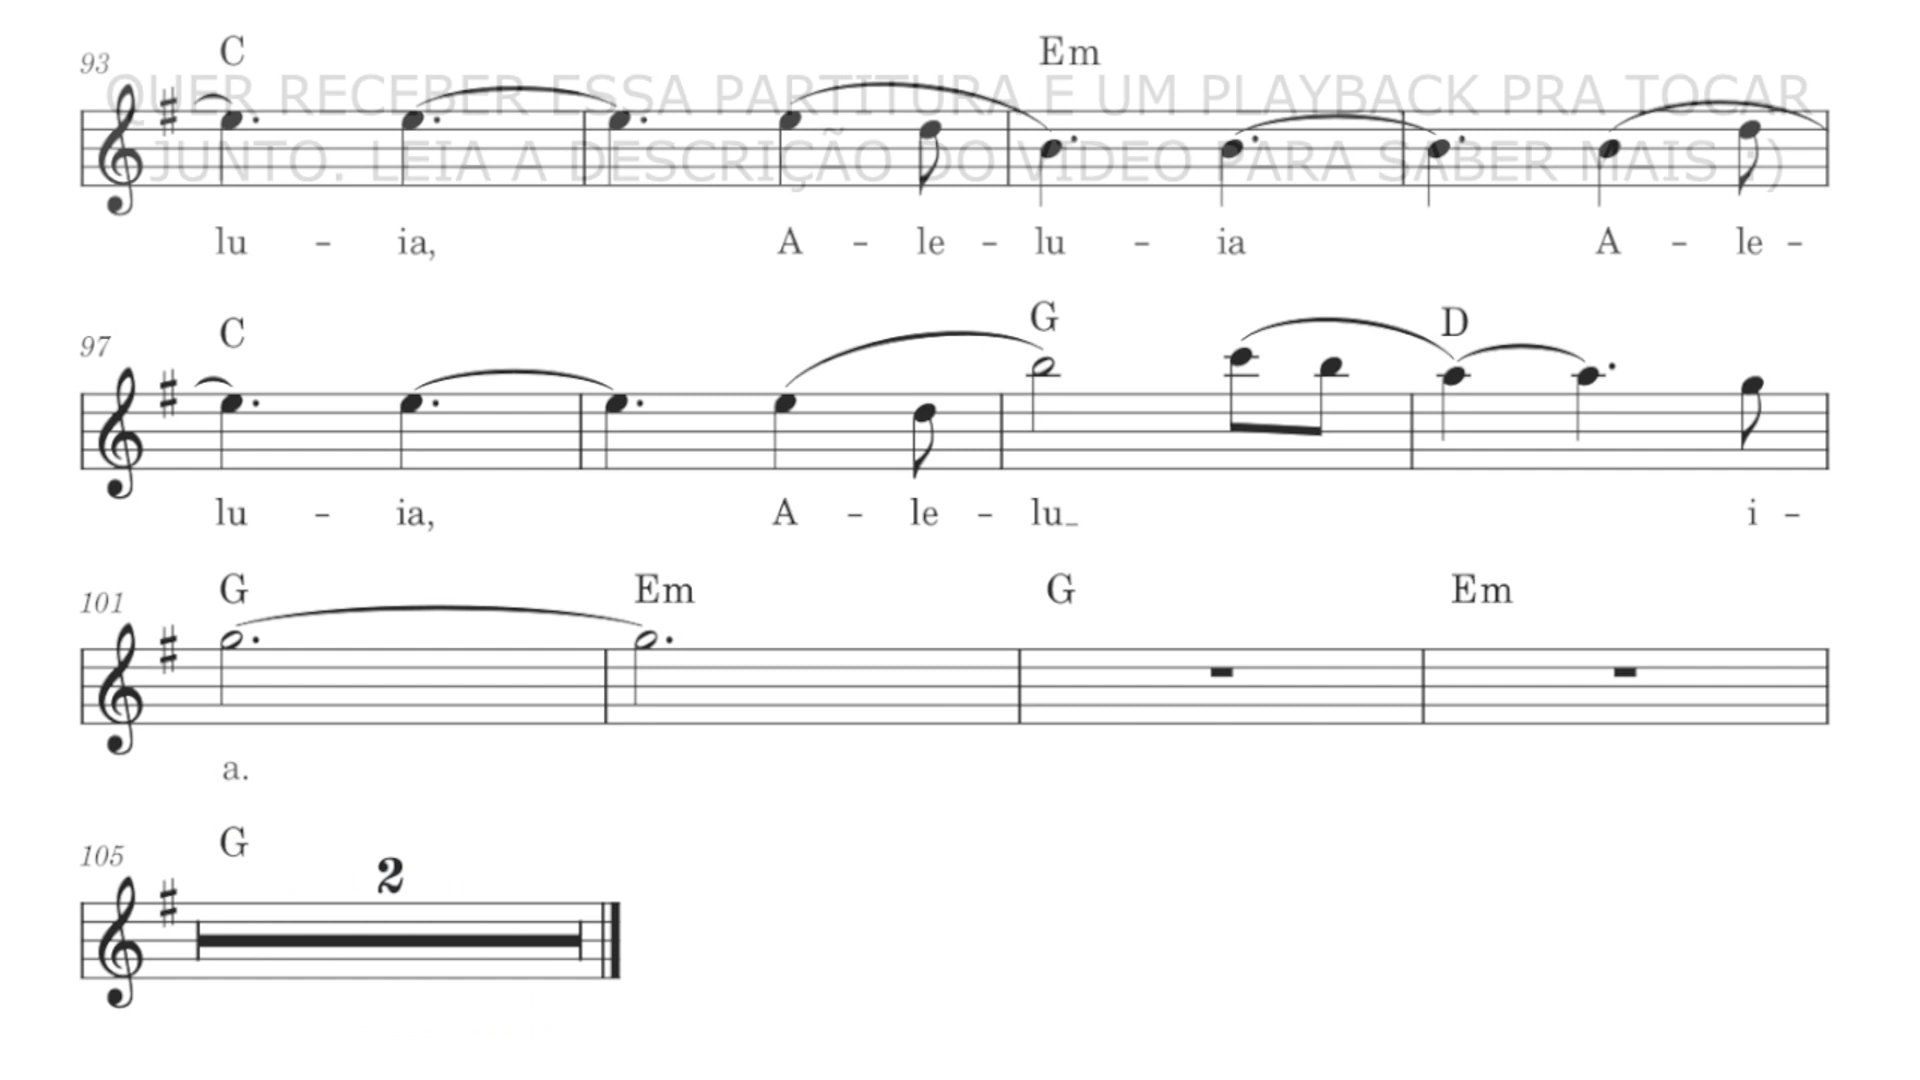 C Em
93
QUER RECEBER ESSA PARTITURA E UM PLAYBACK PRA TOCAR
JUNTO. LEIA A DESCRIÇÃO DO VIDEO PARA SABER MAIS :)
lu - ia, A - le - lu - ia A - le -
C G D
97
lu - ia, A - le - lu_ i -
G Em G Em
101
a.
G
105
2